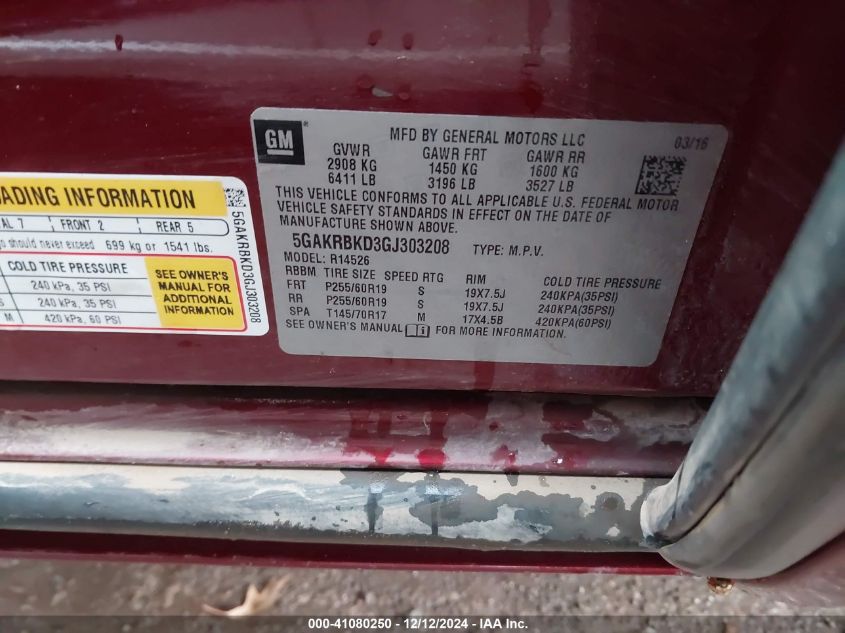 GM
MFD BY GENERAL MOTORS LLC
03/16
GVWR GAWR FRT GAWR RR
2908 KG 1450 KG 1600 KG
6411 LB 3196 LB 3527 LB
THIS VEHICLE CONFORMS TO ALL APPLICABLE U.S. FEDERAL MOTOR
VEHICLE SAFETY STANDARDS IN EFFECT ON THE DATE OF
MANUFACTURE SHOWN ABOVE.
5GAKRBKD3GJ303208 TYPE: M.P.V.
MODEL: R14526
RBBM TIRE SIZE SPEED RTG RIM COLD TIRE PRESSURE
FRT P255/60R19 S 19X7.5J 240KPA(35PSI)
RR P255/60R19 S 19X7.5J 240KPA(35PSI)
SPA T145/70R17 M 17X4.5B 420KPA(60PSI)
SEE OWNER'S MANUAL FOR MORE INFORMATION.
ADING INFORMATION
AL 7 FRONT 2 REAR 5
should never exceed 699 kg or 1541 lbs.
COLD TIRE PRESSURE
240 kPa, 35 PSI
S 240 kPa, 35 PSI
M 420 kPa, 60 PSI
SEE OWNER'S
MANUAL FOR
ADDITIONAL
INFORMATION
5GAKRBKD3GJ303208
000-41080250 - 12/12/2024 - IAA Inc.